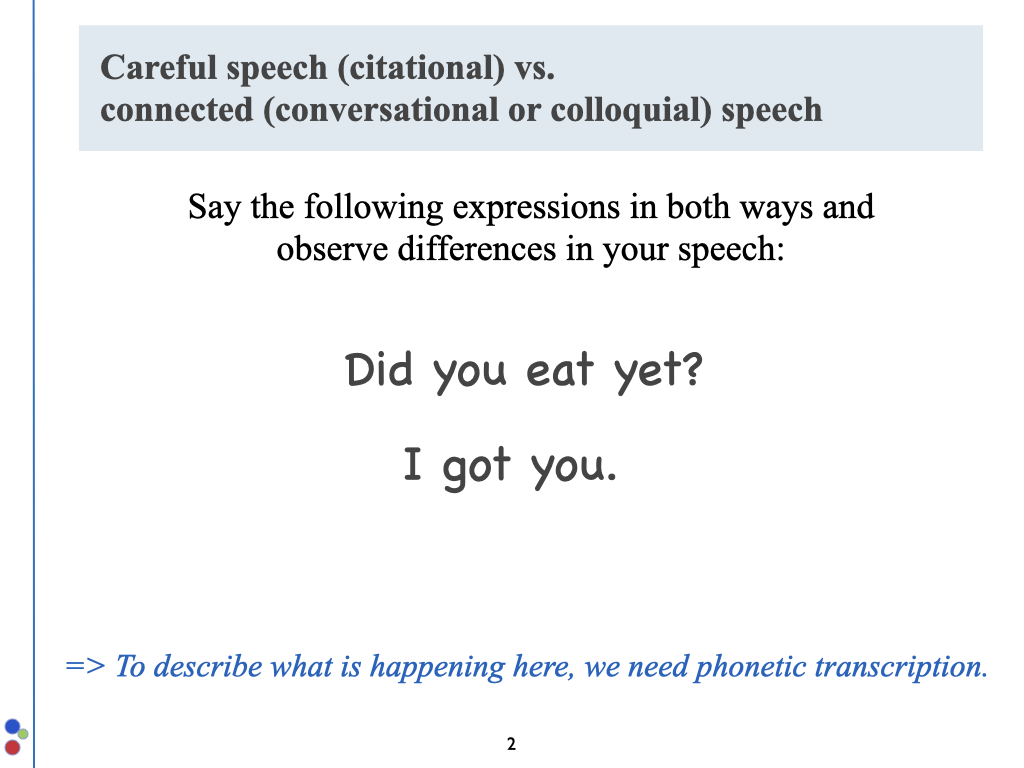 Careful speech (citational) vs.
connected (conversational or colloquial) speech
Say the following expressions in both ways and
observe differences in your speech:
Did you eat yet?
I got you.
=> To describe what is happening here, we need phonetic transcription.
2